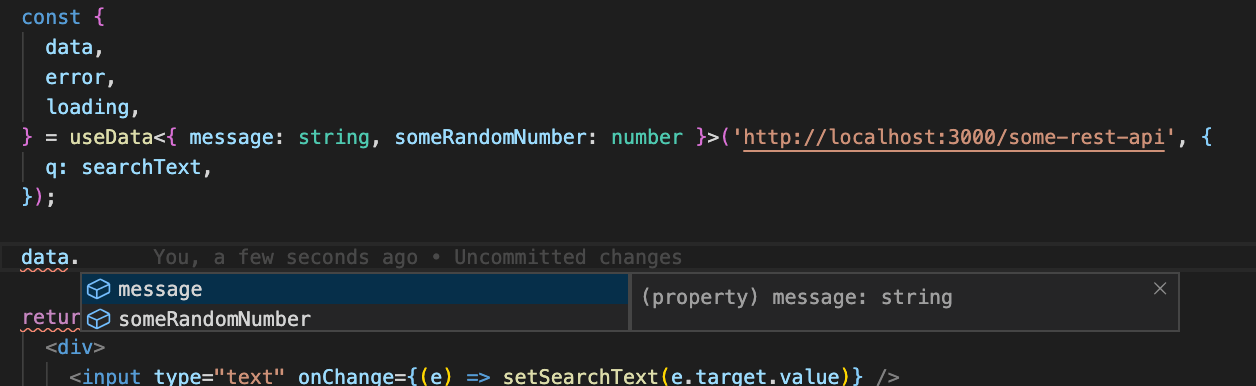 const {
data,
error,
loading,
} = useData<{ message: string, someRandomNumber: number }>('http://localhost:3000/some-rest-api', {
q: searchText,
});
data. You, a few seconds ago • Uncommitted changes
message (property) message: string
someRandomNumber
retur
<div>
<input type="text" onChange={(e) => setSearchText(e.target.value)} />